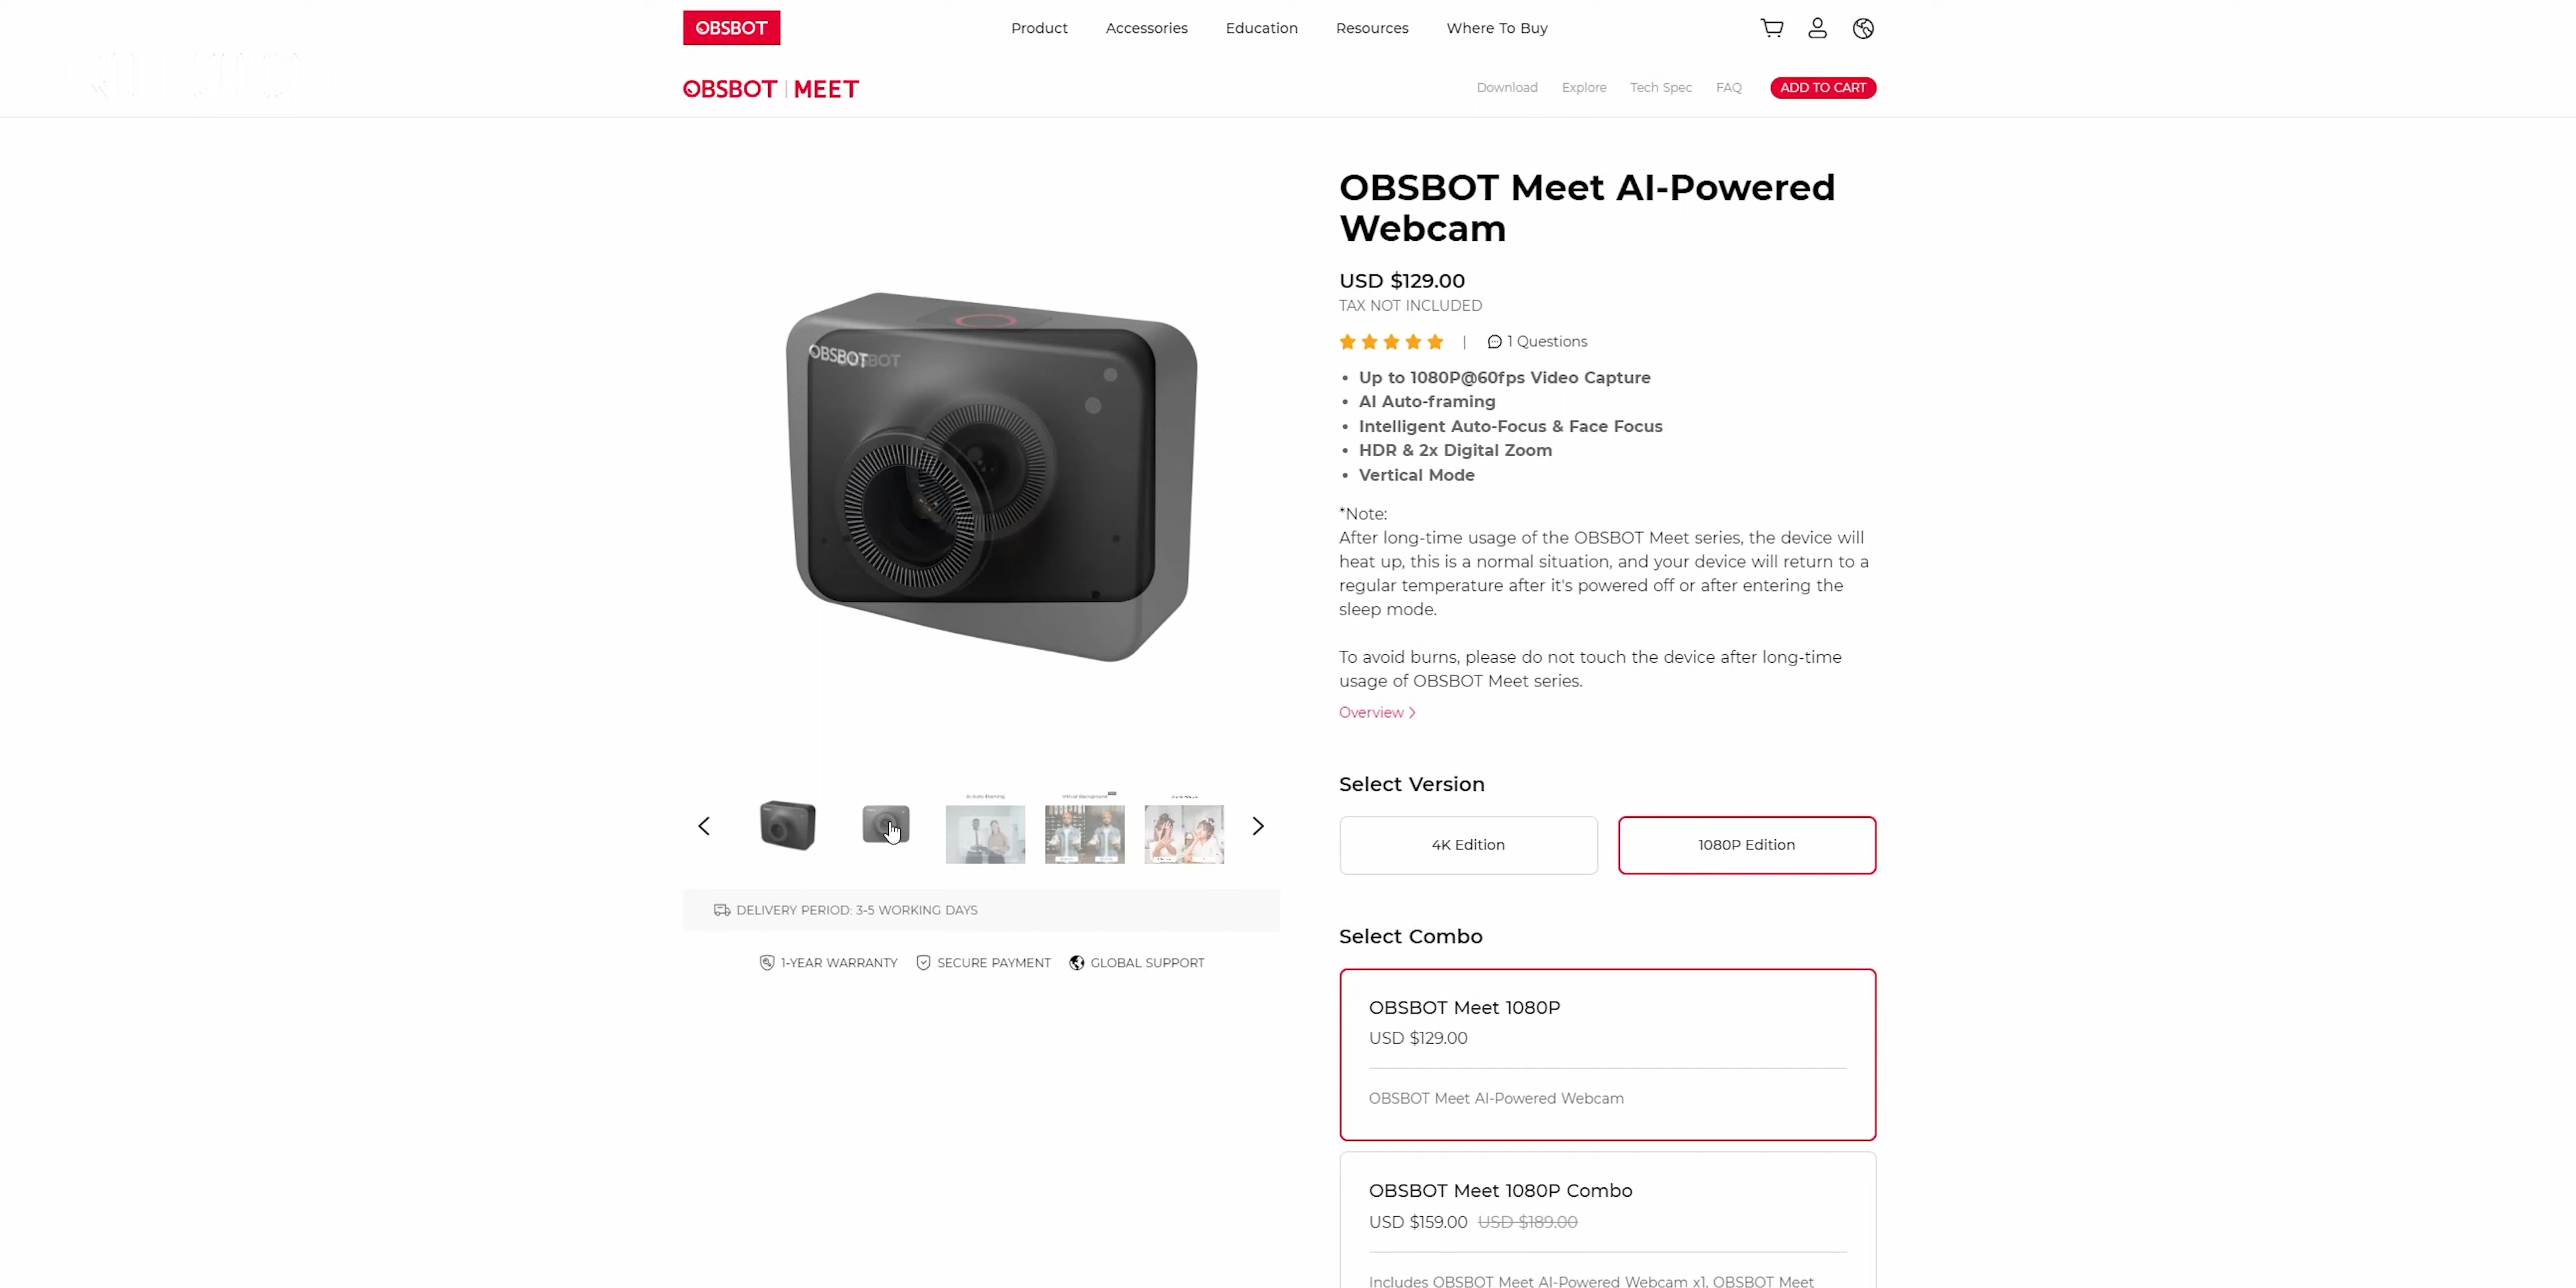 OBSBOT
Product
Accessories
Education
Resources
Where To Buy
OBSBOT | MEET
Download
Explore
Tech Spec
FAQ
ADD TO CART
OBSBOT Meet AI-Powered
Webcam
USD $129.00
TAX NOT INCLUDED
| 1 Questions
• Up to 1080P@60fps Video Capture
• AI Auto-framing
• Intelligent Auto-Focus & Face Focus
• HDR & 2x Digital Zoom
• Vertical Mode
*Note:
After long-time usage of the OBSBOT Meet series, the device will
heat up, this is a normal situation, and your device will return to a
regular temperature after it's powered off or after entering the
sleep mode.
To avoid burns, please do not touch the device after long-time
usage of OBSBOT Meet series.
Overview >
OBSBOT
AI Auto-Framing
Virtual Background
DELIVERY PERIOD: 3-5 WORKING DAYS
1-YEAR WARRANTY
SECURE PAYMENT
GLOBAL SUPPORT
Select Version
4K Edition
1080P Edition
Select Combo
OBSBOT Meet 1080P
USD $129.00
OBSBOT Meet AI-Powered Webcam
OBSBOT Meet 1080P Combo
USD $159.00 USD $189.00
Includes OBSBOT Meet AI-Powered Webcam x1, OBSBOT Meet